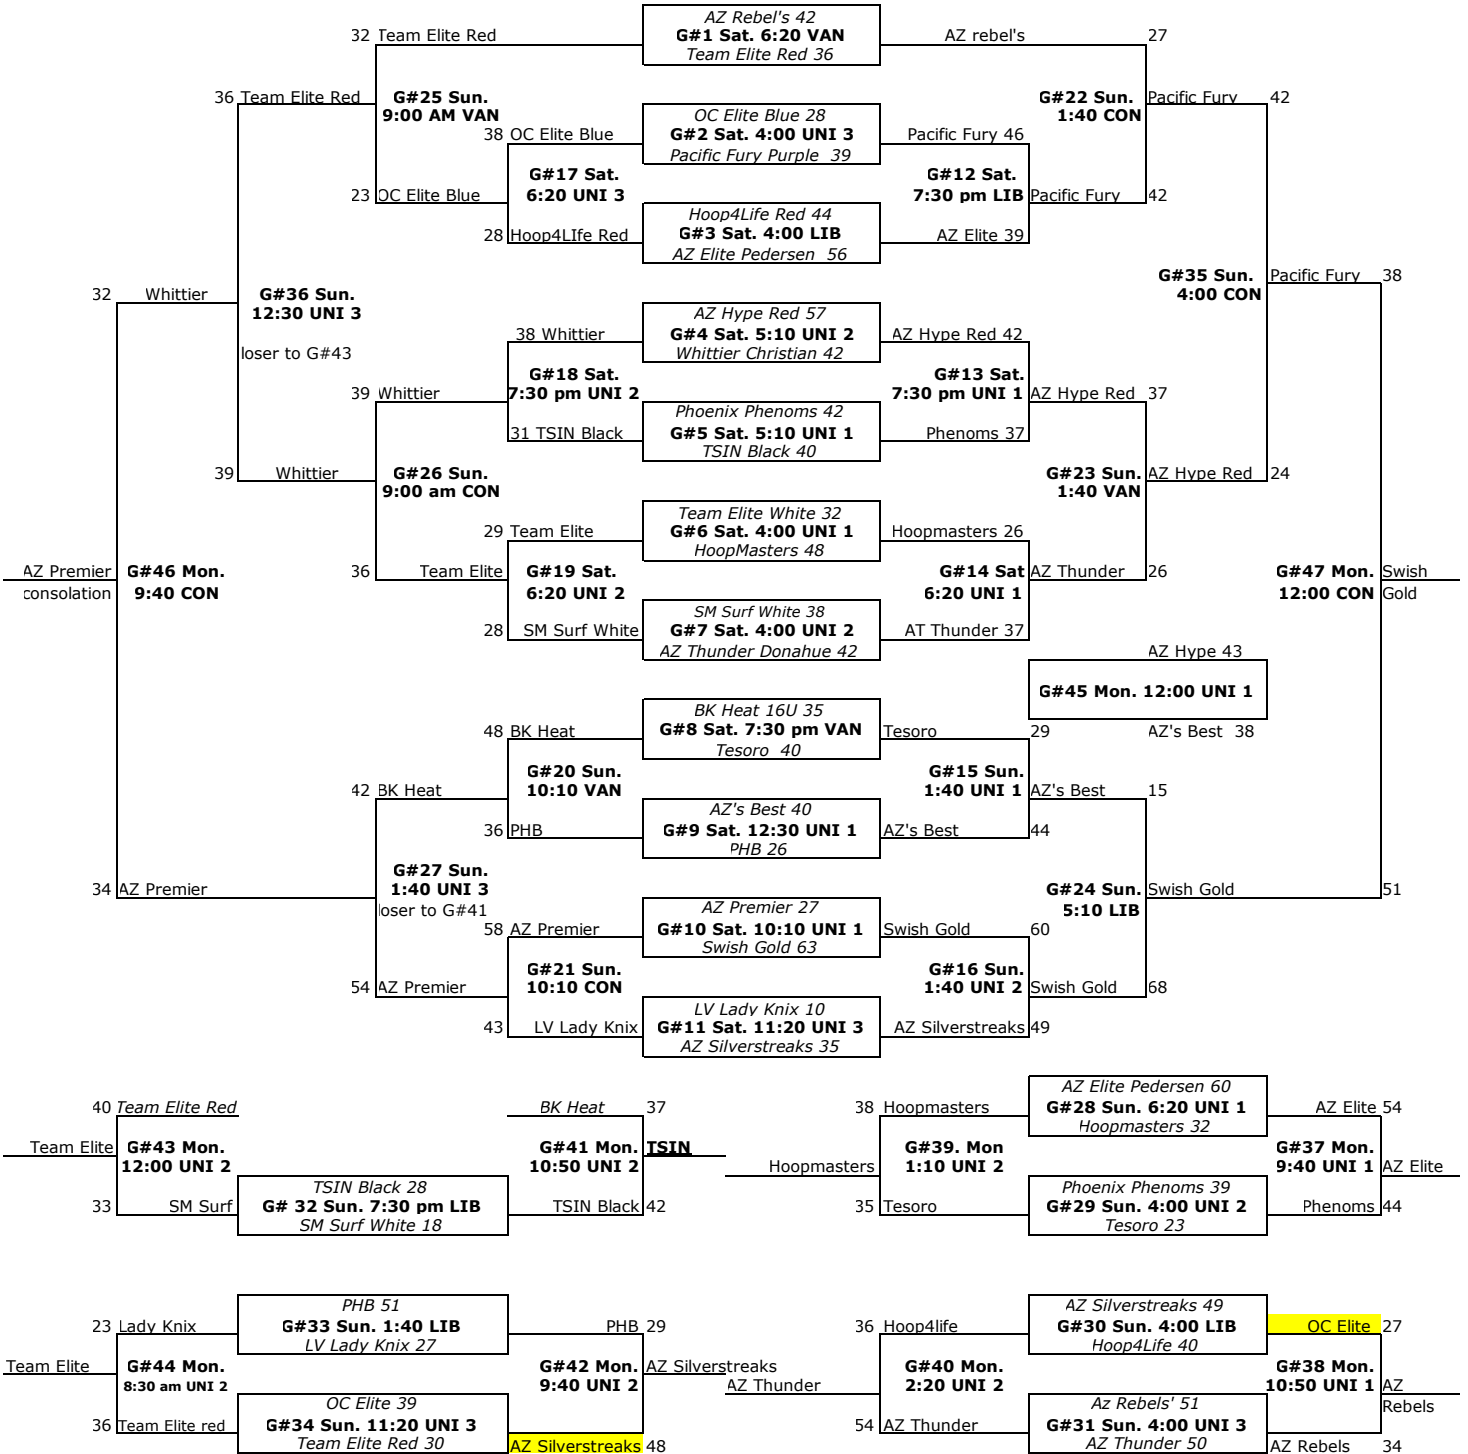 AZ Rebel's 42
32 Team Elite Red
G#1 Sat. 6:20 VAN
AZ rebel's
27
Team Elite Red 36
36 Team Elite Red
G#25 Sun.
9:00 AM VAN
OC Elite Blue 28
38 OC Elite Blue
G#2 Sat. 4:00 UNI 3
Pacific Fury 46
Pacific Fury Purple 39
G#22 Sun.
1:40 CON
Pacific Fury
42
G#17 Sat.
6:20 UNI 3
G#12 Sat.
7:30 pm LIB
23 OC Elite Blue
Pacific Fury
42
Hoop4Life Red 44
28 Hoop4LIfe Red
G#3 Sat. 4:00 LIB
AZ Elite 39
AZ Elite Pedersen 56
G#35 Sun.
4:00 CON
Pacific Fury
38
32
Whittier
G#36 Sun.
12:30 UNI 3
loser to G#43
AZ Hype Red 57
38 Whittier
G#4 Sat. 5:10 UNI 2
AZ Hype Red 42
Whittier Christian 42
G#18 Sat.
7:30 pm UNI 2
G#13 Sat.
7:30 pm UNI 1
39 Whittier
AZ Hype Red
37
Phoenix Phenoms 42
31 TSIN Black
G#5 Sat. 5:10 UNI 1
Phenoms 37
TSIN Black 40
39
Whittier
G#26 Sun.
9:00 am CON
G#23 Sun.
1:40 VAN
AZ Hype Red
24
Team Elite White 32
29 Team Elite
G#6 Sat. 4:00 UNI 1
Hoopmasters 26
HoopMasters 48
AZ Premier
consolation
G#46 Mon.
9:40 CON
36
Team Elite
G#19 Sat.
6:20 UNI 2
G#14 Sat
6:20 UNI 1
AZ Thunder
26
G#47 Mon.
12:00 CON
Swish
Gold
SM Surf White 38
28
SM Surf White
G#7 Sat. 4:00 UNI 2
AT Thunder 37
AZ Thunder Donahue 42
AZ Hype 43
G#45 Mon. 12:00 UNI 1
AZ's Best 38
BK Heat 16U 35
48 BK Heat
G#8 Sat. 7:30 pm VAN
Tesoro
29
Tesoro 40
G#20 Sun.
10:10 VAN
G#15 Sun.
1:40 UNI 1
42 BK Heat
AZ's Best
15
AZ's Best 40
36 PHB
G#9 Sat. 12:30 UNI 1
AZ's Best
44
PHB 26
34 AZ Premier
G#27 Sun.
1:40 UNI 3
loser to G#41
G#24 Sun.
5:10 LIB
Swish Gold
51
AZ Premier 27
58 AZ Premier
G#10 Sat. 10:10 UNI 1
Swish Gold
60
Swish Gold 63
G#21 Sun.
10:10 CON
G#16 Sun.
1:40 UNI 2
54 AZ Premier
Swish Gold
68
LV Lady Knix 10
43
LV Lady Knix
G#11 Sat. 11:20 UNI 3
AZ Silverstreaks
49
AZ Silverstreaks 35
40 Team Elite Red
BK Heat
37
Team Elite
G#43 Mon.
12:00 UNI 2
G#41 Mon.
10:50 UNI 2
TSIN
TSIN Black 28
33
SM Surf
G# 32 Sun. 7:30 pm LIB
TSIN Black
42
SM Surf White 18
AZ Elite Pedersen 60
38 Hoopmasters
G#28 Sun. 6:20 UNI 1
AZ Elite
54
Hoopmasters 32
Hoopmasters
G#39. Mon
1:10 UNI 2
G#37 Mon.
9:40 UNI 1
AZ Elite
Phoenix Phenoms 39
35 Tesoro
G#29 Sun. 4:00 UNI 2
Phenoms
44
Tesoro 23
PHB 51
23 Lady Knix
G#33 Sun. 1:40 LIB
PHB
29
LV Lady Knix 27
Team Elite
G#44 Mon.
8:30 am UNI 2
G#42 Mon.
9:40 UNI 2
AZ Silverstreaks
OC Elite 39
36 Team Elite red
G#34 Sun. 11:20 UNI 3
AZ Silverstreaks
48
Team Elite Red 30
AZ Silverstreaks 49
36 Hoop4life
G#30 Sun. 4:00 LIB
OC Elite
27
Hoop4Life 40
AZ Thunder
G#40 Mon.
2:20 UNI 2
G#38 Mon.
10:50 UNI 1
AZ
Rebels
Az Rebels' 51
54 AZ Thunder
G#31 Sun. 4:00 UNI 3
AZ Rebels
34
AZ Thunder 50